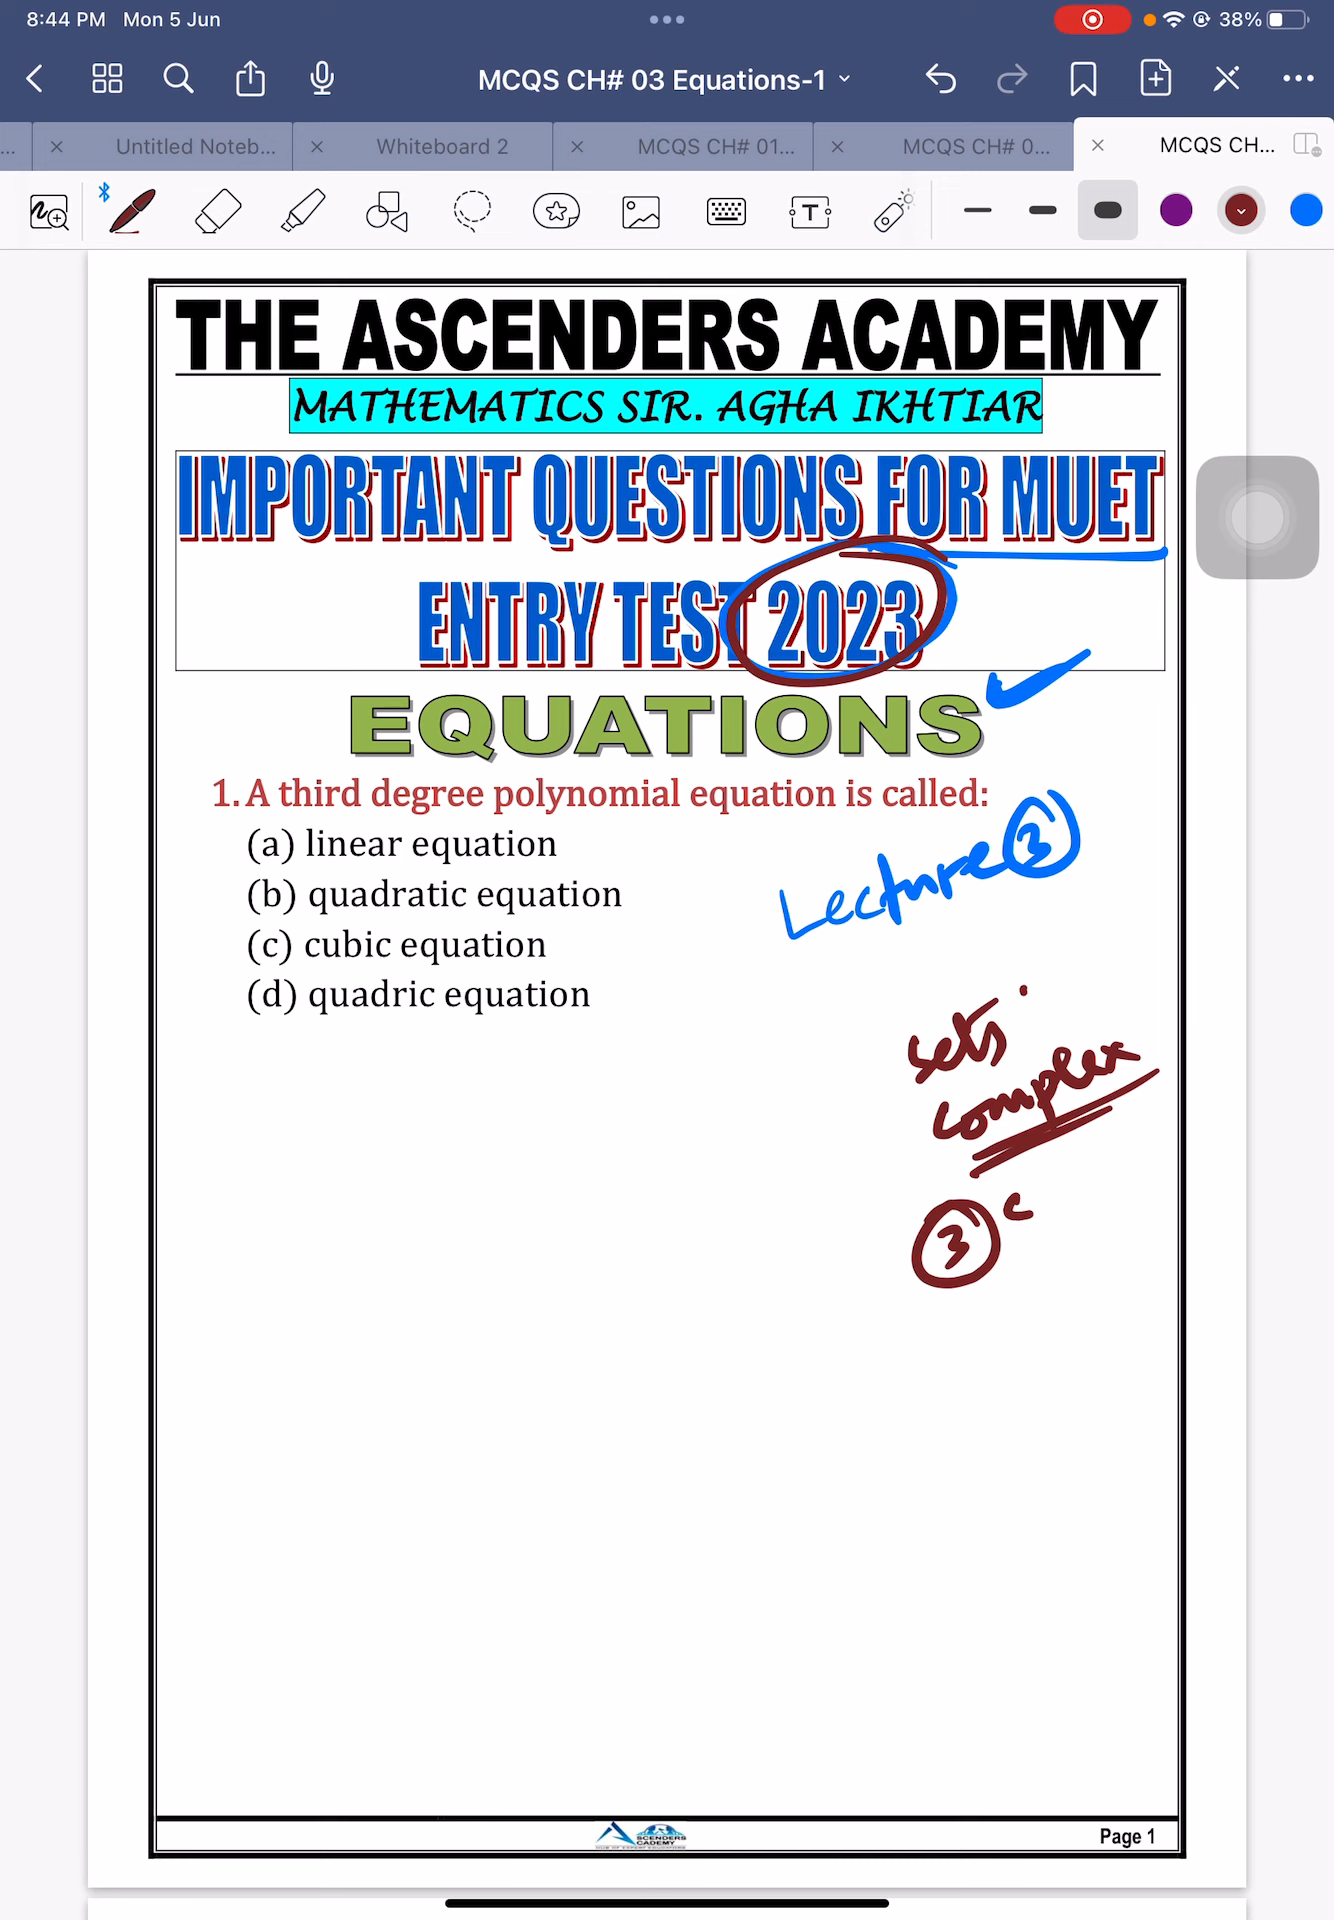 8:44 PM Mon 5 Jun
38%
MCQS CH# 03 Equations-1
Untitled Noteb...
Whiteboard 2
MCQS CH# 01...
MCQS CH# 0...
MCQS CH...
THE ASCENDERS ACADEMY
MATHEMATICS SIR. AGHA IKHTIAR
IMPORTANT QUESTIONS FOR MUET
ENTRY TEST 2023
EQUATIONS
1. A third degree polynomial equation is called:
(a) linear equation
(b) quadratic equation
(c) cubic equation
(d) quadric equation
Lecture 3
sets
complex
3 c
SCENDERS
CADEMY
Page 1